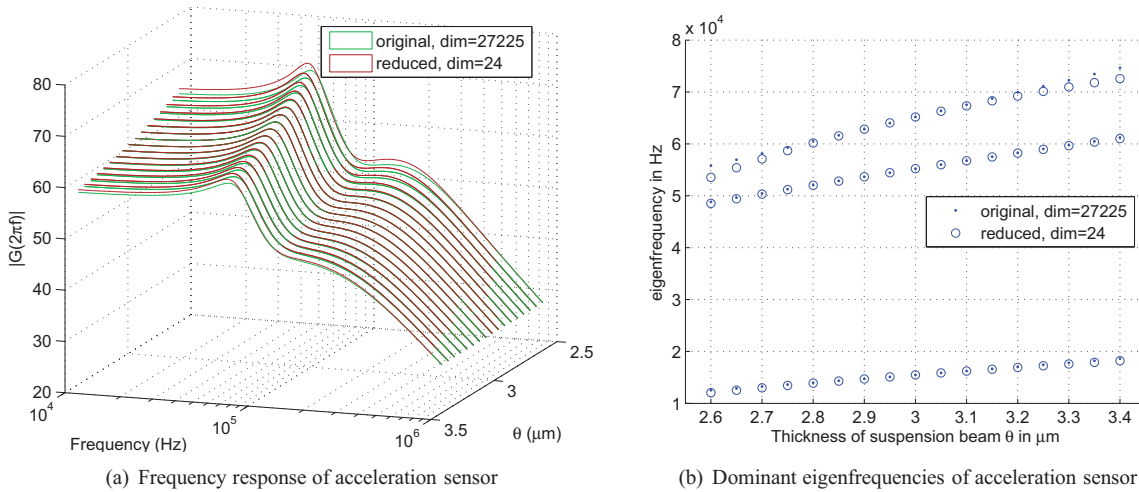 original, dim=27225
reduced, dim=24
80
70
60
50
40
30
20
|G(2πf)|
10^4
10^5
10^6
Frequency (Hz)
2.5
3
3.5
θ (μm)
(a) Frequency response of acceleration sensor
x 10^4
8
7
6
5
4
3
2
1
eigenfrequency in Hz
original, dim=27225
reduced, dim=24
2.6 2.7 2.8 2.9 3 3.1 3.2 3.3 3.4
Thickness of suspension beam θ in μm
(b) Dominant eigenfrequencies of acceleration sensor